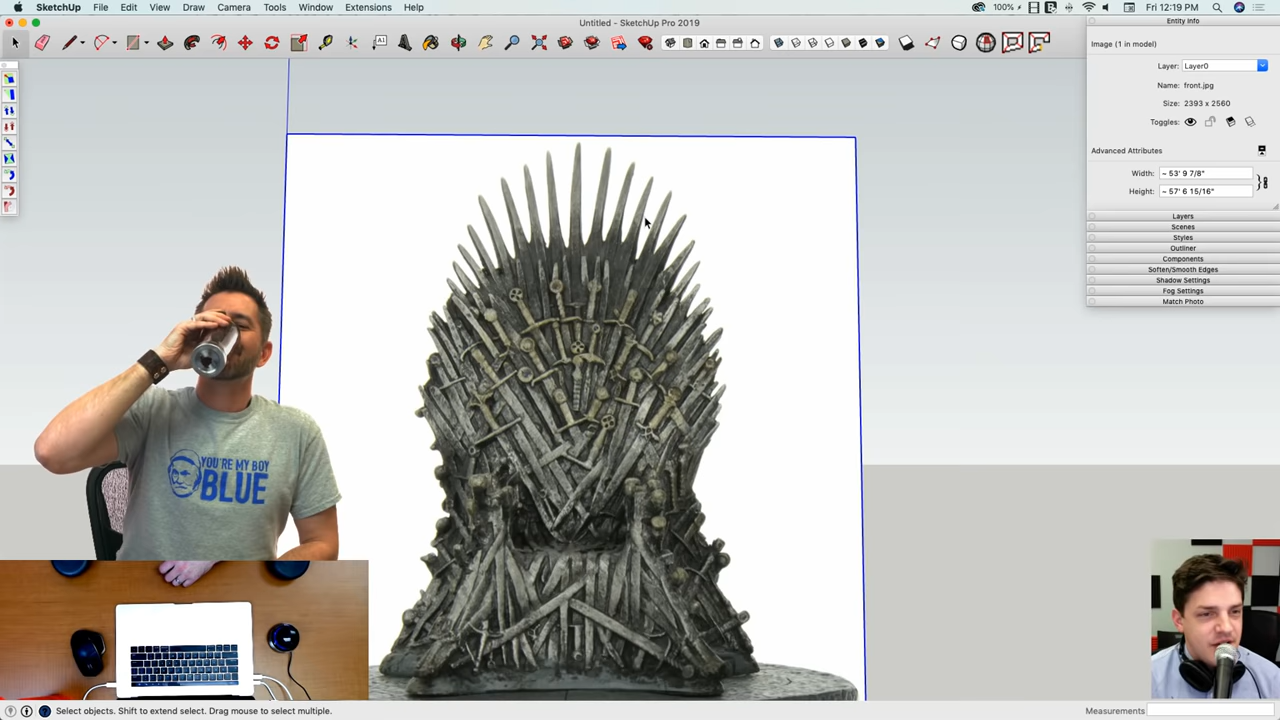 SketchUp File Edit View Draw Camera Tools Window Extensions Help
100% Fri 12:19 PM
Untitled - SketchUp Pro 2019
Entity Info
Image (1 in model)
Layer: Layer0
Name: front.jpg
Size: 2393 x 2560
Toggles:
Advanced Attributes
Width: ~ 53' 9 7/8"
Height: ~ 57' 6 15/16"
Layers
Scenes
Styles
Outliner
Components
Soften/Smooth Edges
Shadow Settings
Fog Settings
Match Photo
YOU'RE MY BOY
BLUE
Select objects. Shift to extend select. Drag mouse to select multiple.
Measurements